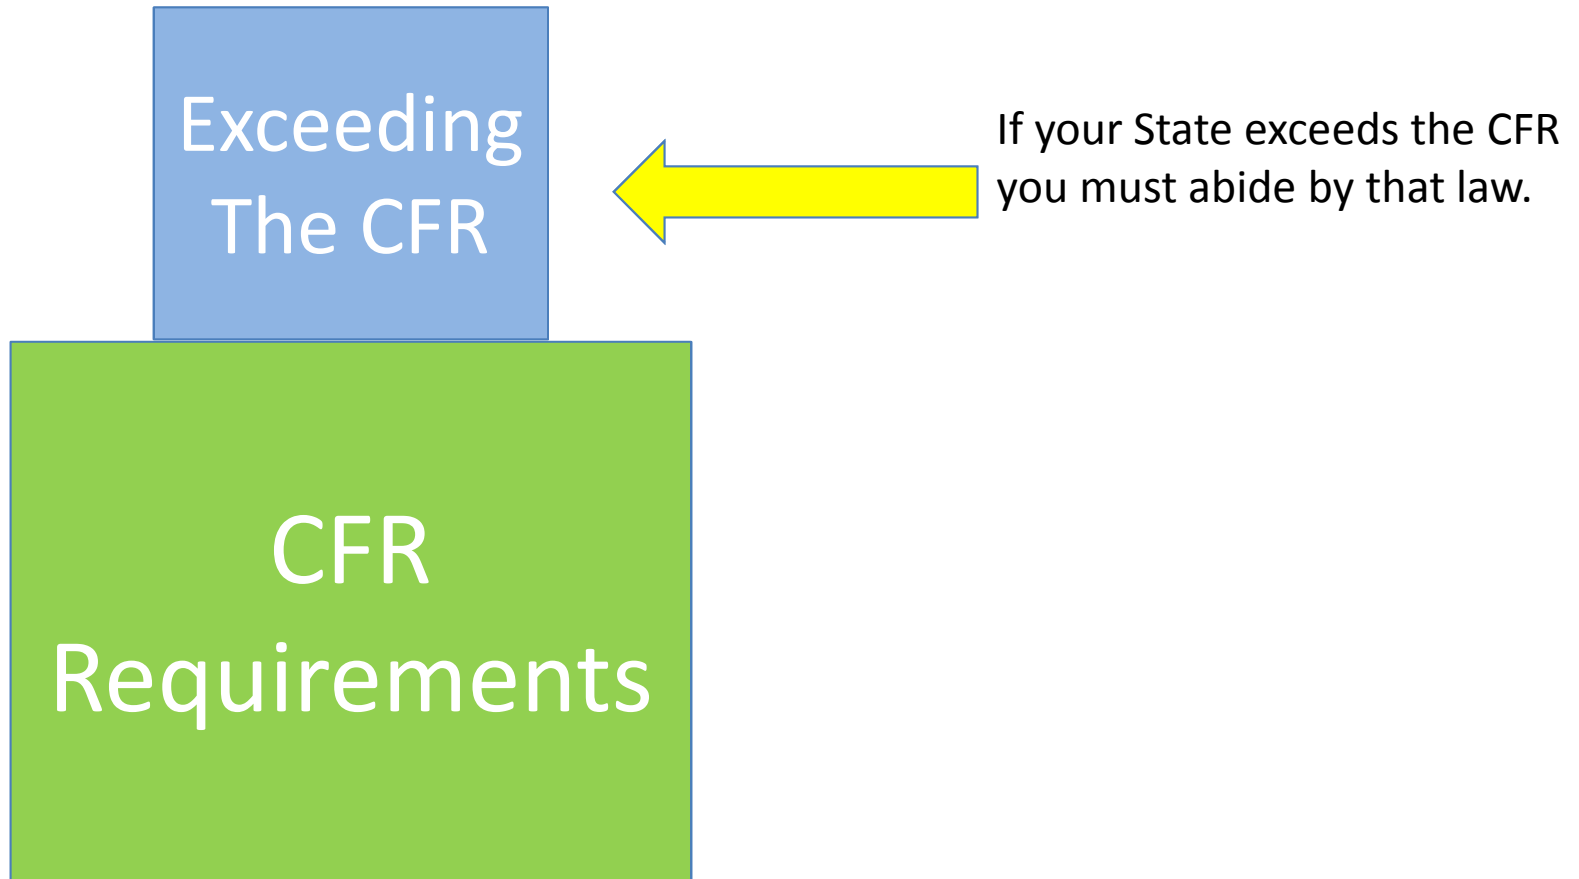 Exceeding
The CFR
If your State exceeds the CFR
you must abide by that law.
CFR
Requirements